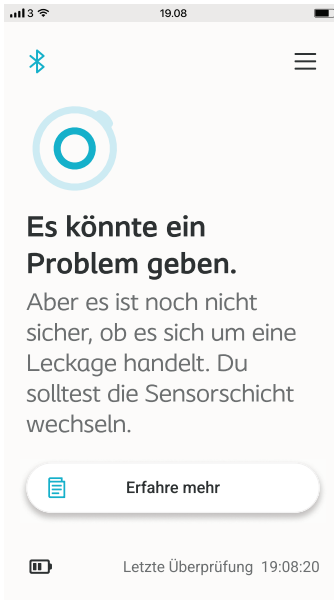 3 19.08
Es könnte ein
Problem geben.
Aber es ist noch nicht
sicher, ob es sich um eine
Leckage handelt. Du
solltest die Sensorschicht
wechseln.
Erfahre mehr
Letzte Überprüfung 19:08:20